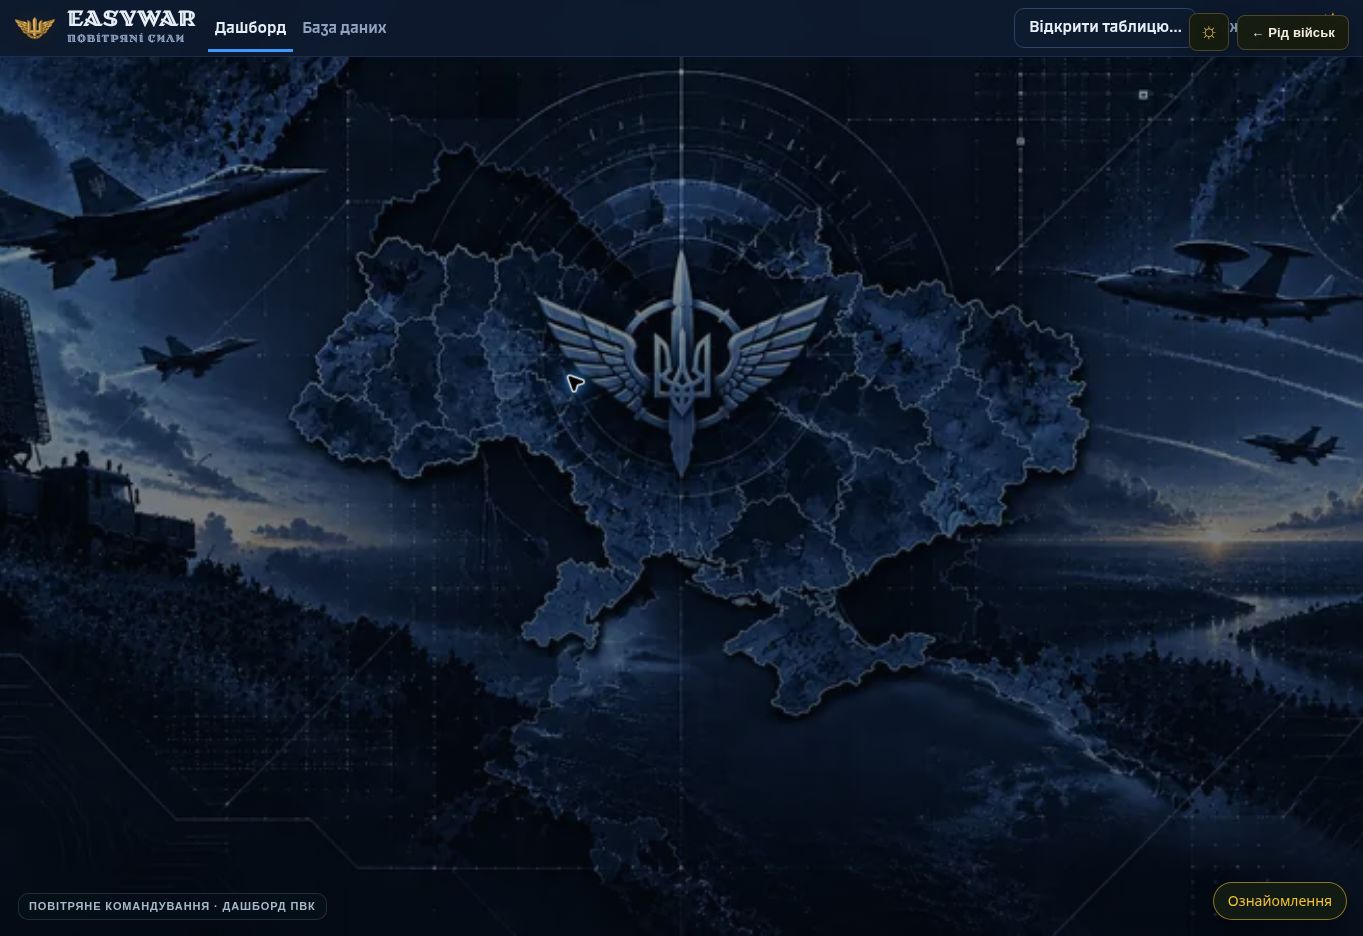 EASYWAR
ПОВІТРЯНІ СИЛИ
Дашборд
База даних
Відкрити таблицю...
← Рід військ
ПОВІТРЯНЕ КОМАНДУВАННЯ · ДАШБОРД ПВК
Ознайомлення